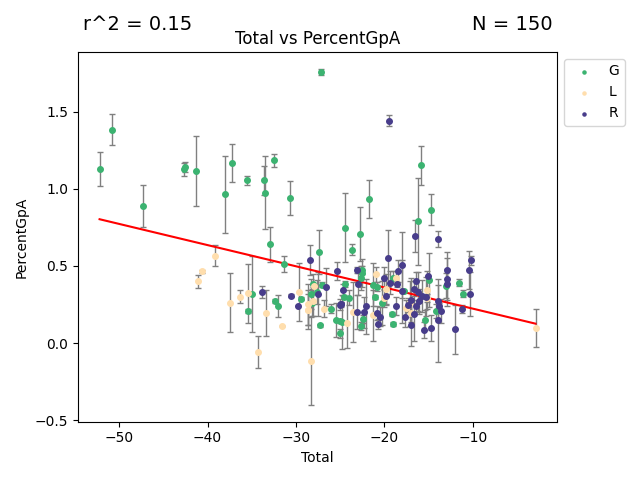 r^2 = 0.15
N = 150
Total vs PercentGpA
G
L
R
PercentGpA
1.5
1.0
0.5
0.0
−0.5
−50
−40
−30
−20
−10
Total